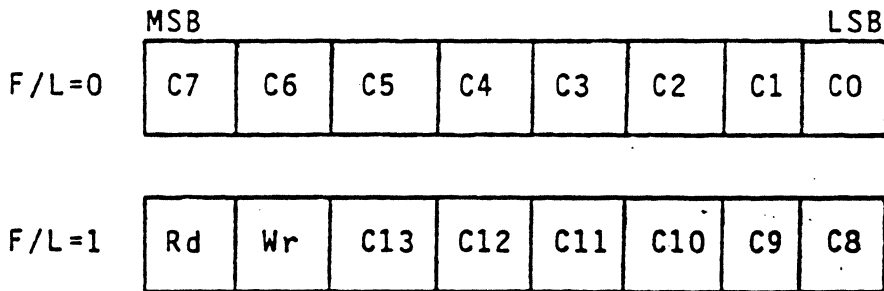 MSB LSB
F/L=0 C7 C6 C5 C4 C3 C2 C1 C0
F/L=1 Rd Wr C13 C12 C11 C10 C9 C8